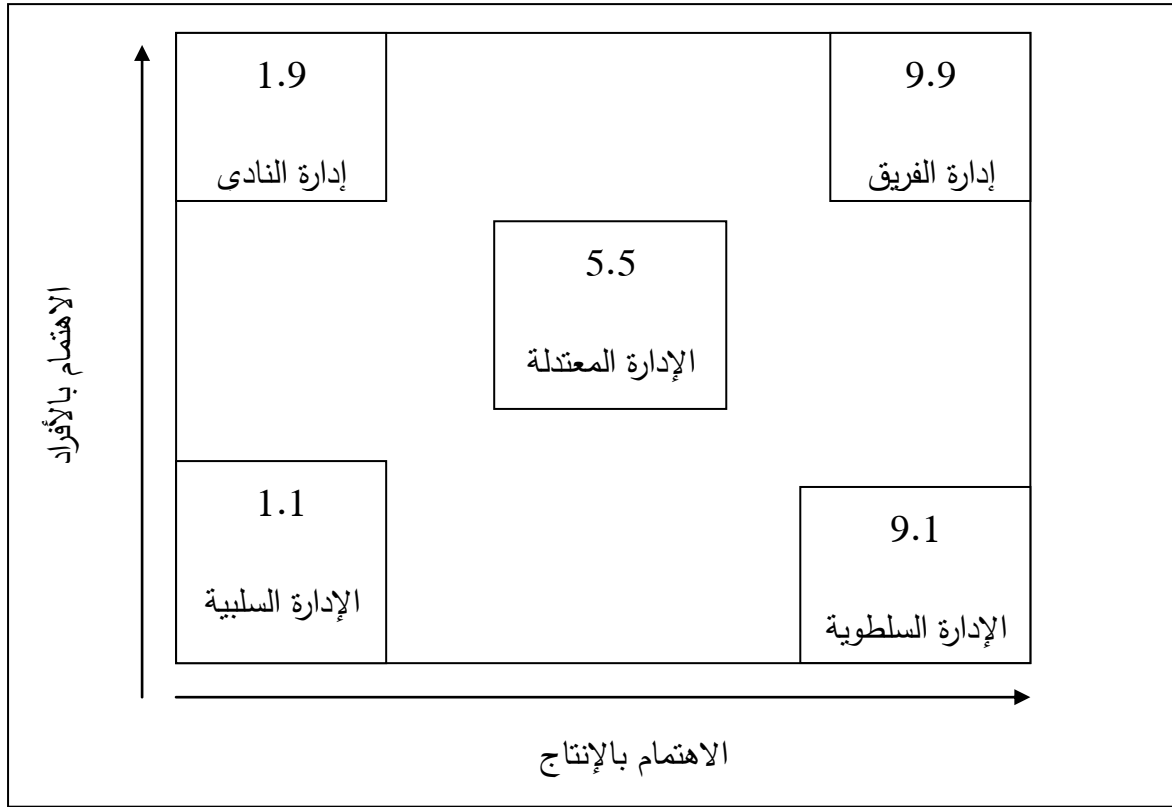 1.9
إدارة النادى
9.9
إدارة الفريق
5.5
الإدارة المعتدلة
الاهتمام بالأفراد
1.1
الإدارة السلبية
9.1
الإدارة السلطوية
الاهتمام بالإنتاج